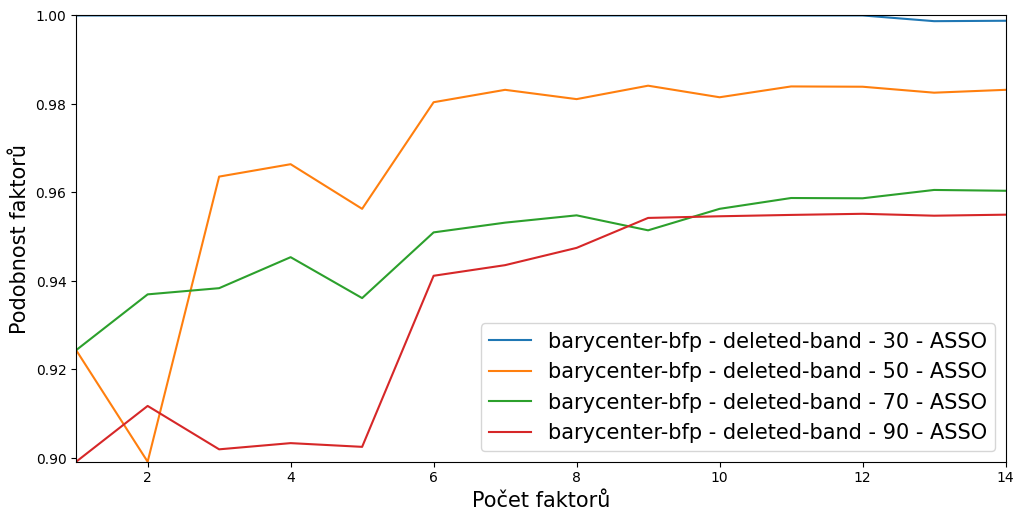 1.00
0.98
0.96
0.94
0.92
0.90
Podobnost faktorů
barycenter-bfp - deleted-band - 30 - ASSO
barycenter-bfp - deleted-band - 50 - ASSO
barycenter-bfp - deleted-band - 70 - ASSO
barycenter-bfp - deleted-band - 90 - ASSO
2 4 6 8 10 12 14
Počet faktorů